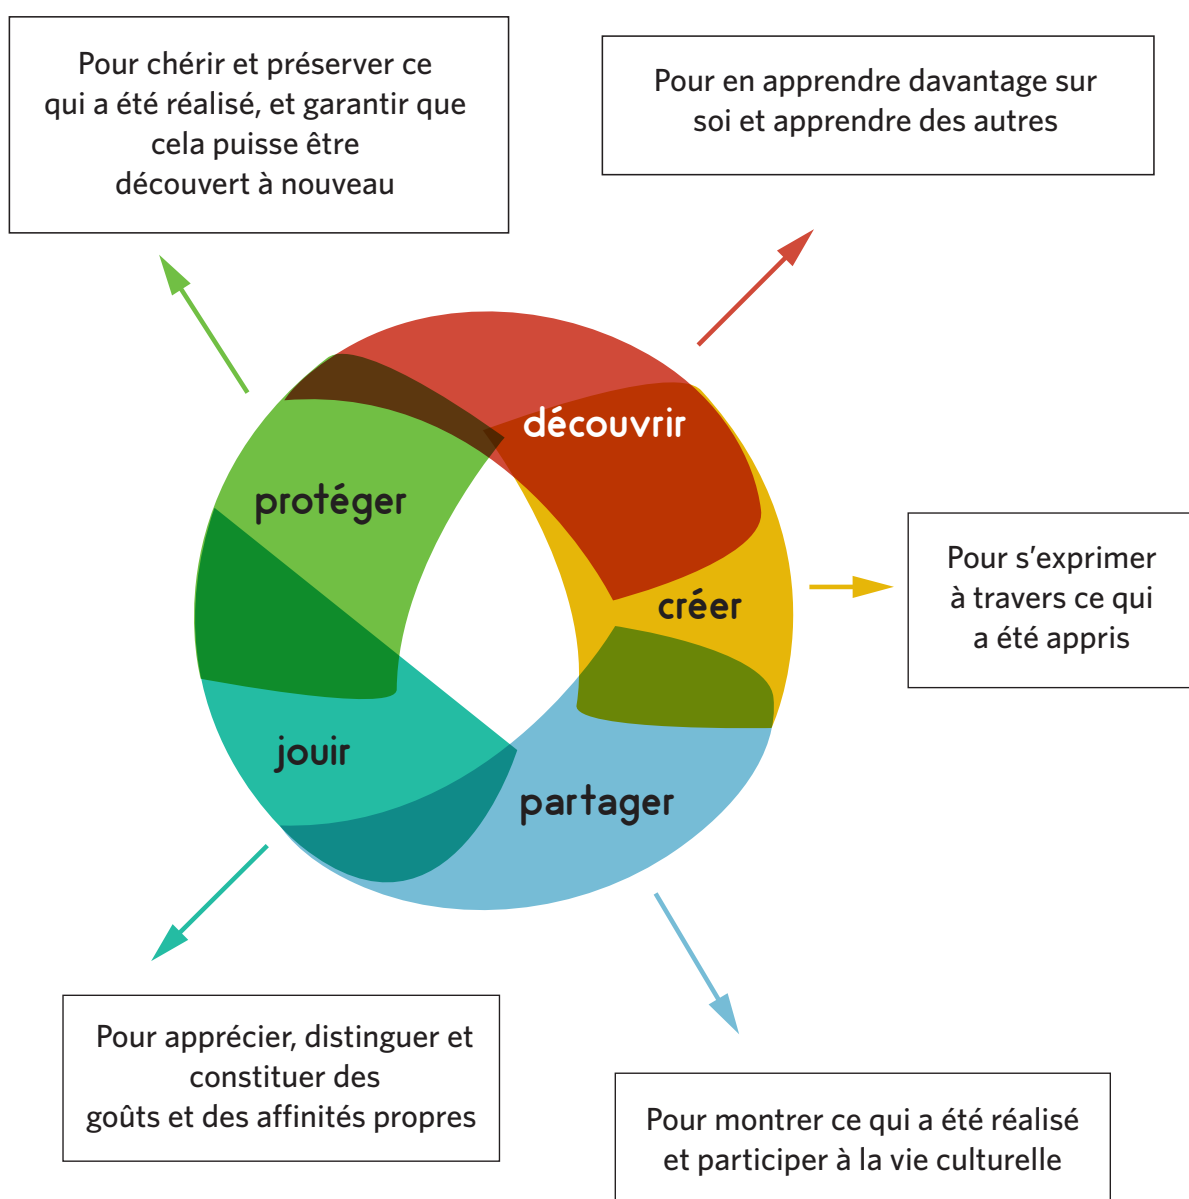 Pour chérir et préserver ce
qui a été réalisé, et garantir que
cela puisse être
découvert à nouveau
Pour en apprendre davantage sur
soi et apprendre des autres
découvrir
protéger
Pour s’exprimer
à travers ce qui
a été appris
créer
jouir
partager
Pour apprécier, distinguer et
constituer des
goûts et des affinités propres
Pour montrer ce qui a été réalisé
et participer à la vie culturelle